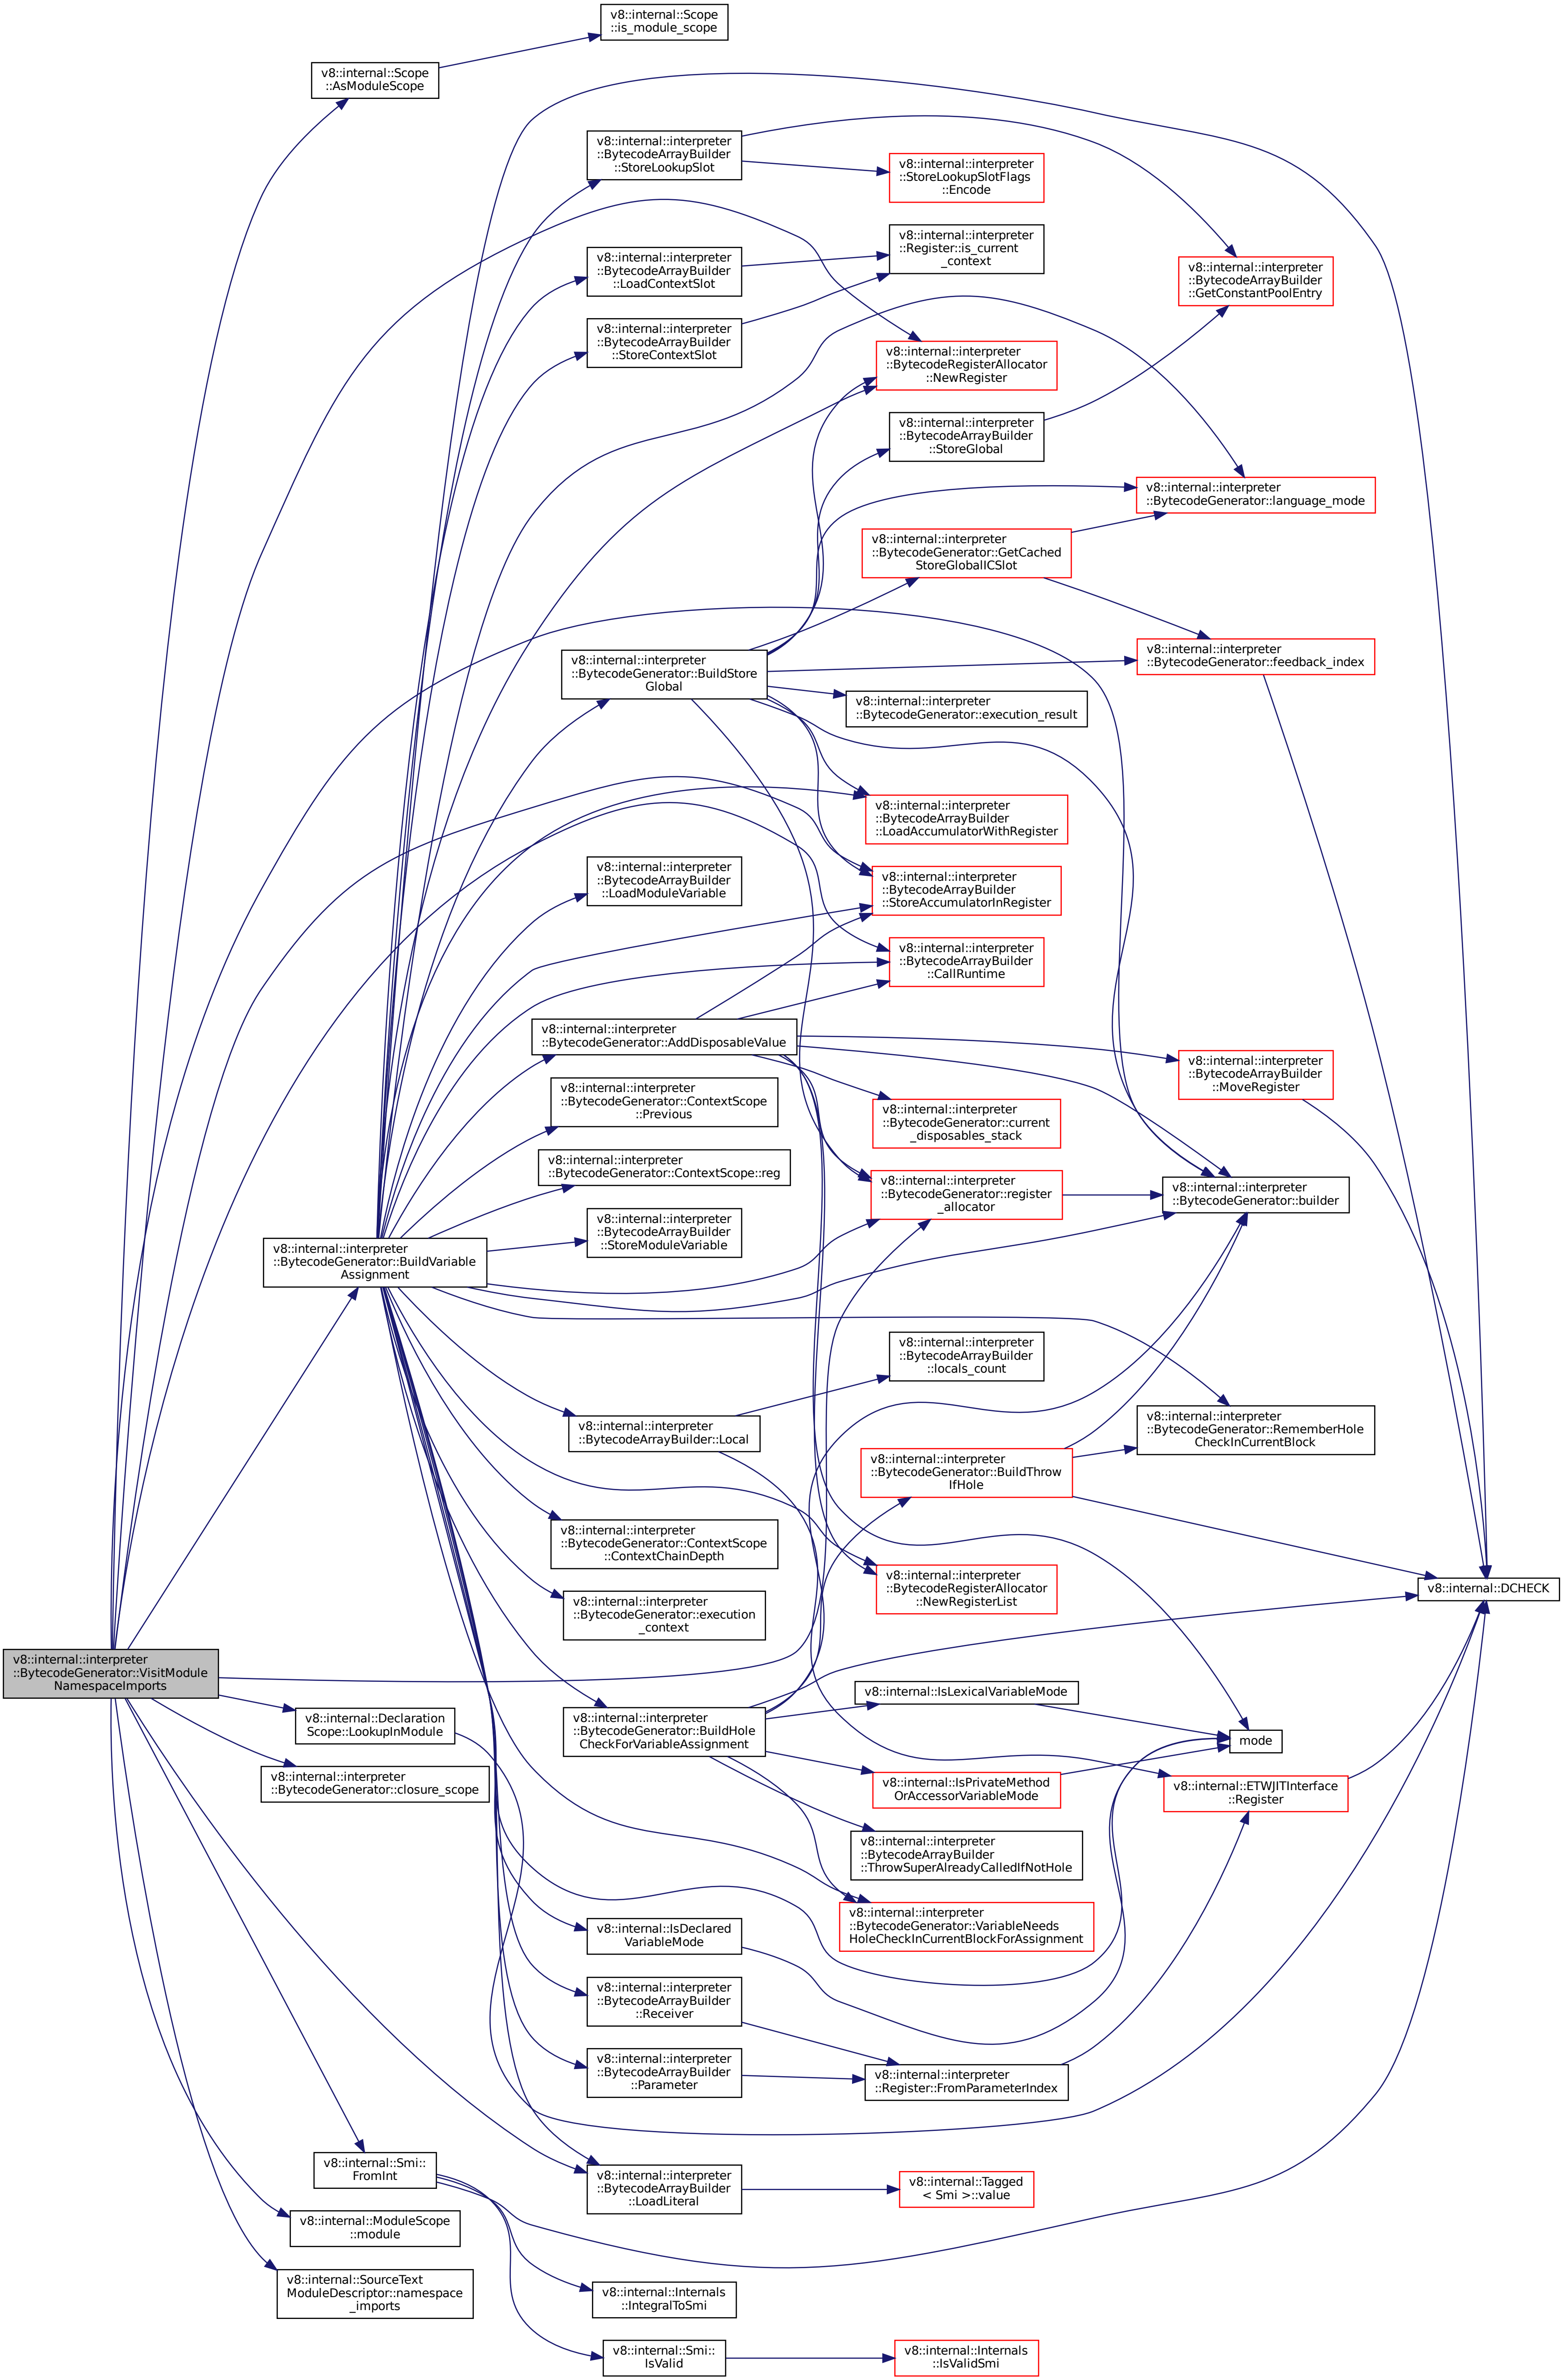 v8::internal::Scope
::is_module_scope
v8::internal::Scope
::AsModuleScope
v8::internal::interpreter
::BytecodeArrayBuilder
::StoreLookupSlot
v8::internal::interpreter
::StoreLookupSlotFlags
::Encode
v8::internal::interpreter
::Register::is_current
_context
v8::internal::interpreter
::BytecodeArrayBuilder
::LoadContextSlot
v8::internal::interpreter
::BytecodeArrayBuilder
::GetConstantPoolEntry
v8::internal::interpreter
::BytecodeArrayBuilder
::StoreContextSlot
v8::internal::interpreter
::BytecodeRegisterAllocator
::NewRegister
v8::internal::interpreter
::BytecodeArrayBuilder
::StoreGlobal
v8::internal::interpreter
::BytecodeGenerator::language_mode
v8::internal::interpreter
::BytecodeGenerator::GetCached
StoreGlobalICSlot
v8::internal::interpreter
::BytecodeGenerator::feedback_index
v8::internal::interpreter
::BytecodeGenerator::BuildStore
Global
v8::internal::interpreter
::BytecodeGenerator::execution_result
v8::internal::interpreter
::BytecodeArrayBuilder
::LoadAccumulatorWithRegister
v8::internal::interpreter
::BytecodeArrayBuilder
::LoadModuleVariable
v8::internal::interpreter
::BytecodeArrayBuilder
::StoreAccumulatorInRegister
v8::internal::interpreter
::BytecodeArrayBuilder
::CallRuntime
v8::internal::interpreter
::BytecodeGenerator::AddDisposableValue
v8::internal::interpreter
::BytecodeArrayBuilder
::MoveRegister
v8::internal::interpreter
::BytecodeGenerator::ContextScope
::Previous
v8::internal::interpreter
::BytecodeGenerator::current
_disposables_stack
v8::internal::interpreter
::BytecodeGenerator::ContextScope::reg
v8::internal::interpreter
::BytecodeGenerator::register
_allocator
v8::internal::interpreter
::BytecodeGenerator::builder
v8::internal::interpreter
::BytecodeArrayBuilder
::StoreModuleVariable
v8::internal::interpreter
::BytecodeGenerator::BuildVariable
Assignment
v8::internal::interpreter
::BytecodeArrayBuilder
::locals_count
v8::internal::interpreter
::BytecodeGenerator::RememberHole
CheckInCurrentBlock
v8::internal::interpreter
::BytecodeArrayBuilder::Local
v8::internal::interpreter
::BytecodeGenerator::BuildThrow
IfHole
v8::internal::interpreter
::BytecodeGenerator::ContextScope
::ContextChainDepth
v8::internal::interpreter
::BytecodeRegisterAllocator
::NewRegisterList
v8::internal::DCHECK
v8::internal::interpreter
::BytecodeGenerator::execution
_context
v8::internal::interpreter
::BytecodeGenerator::VisitModule
NamespaceImports
v8::internal::IsLexicalVariableMode
v8::internal::Declaration
Scope::LookupInModule
v8::internal::interpreter
::BytecodeGenerator::BuildHole
CheckForVariableAssignment
mode
v8::internal::interpreter
::BytecodeGenerator::closure_scope
v8::internal::IsPrivateMethod
OrAccessorVariableMode
v8::internal::ETWJITInterface
::Register
v8::internal::interpreter
::BytecodeArrayBuilder
::ThrowSuperAlreadyCalledIfNotHole
v8::internal::interpreter
::BytecodeGenerator::VariableNeeds
HoleCheckInCurrentBlockForAssignment
v8::internal::IsDeclared
VariableMode
v8::internal::interpreter
::BytecodeArrayBuilder
::Receiver
v8::internal::interpreter
::BytecodeArrayBuilder
::Parameter
v8::internal::interpreter
::Register::FromParameterIndex
v8::internal::Smi::
FromInt
v8::internal::interpreter
::BytecodeArrayBuilder
::LoadLiteral
v8::internal::Tagged
< Smi >::value
v8::internal::ModuleScope
::module
v8::internal::SourceText
ModuleDescriptor::namespace
_imports
v8::internal::Internals
::IntegralToSmi
v8::internal::Smi::
IsValid
v8::internal::Internals
::IsValidSmi